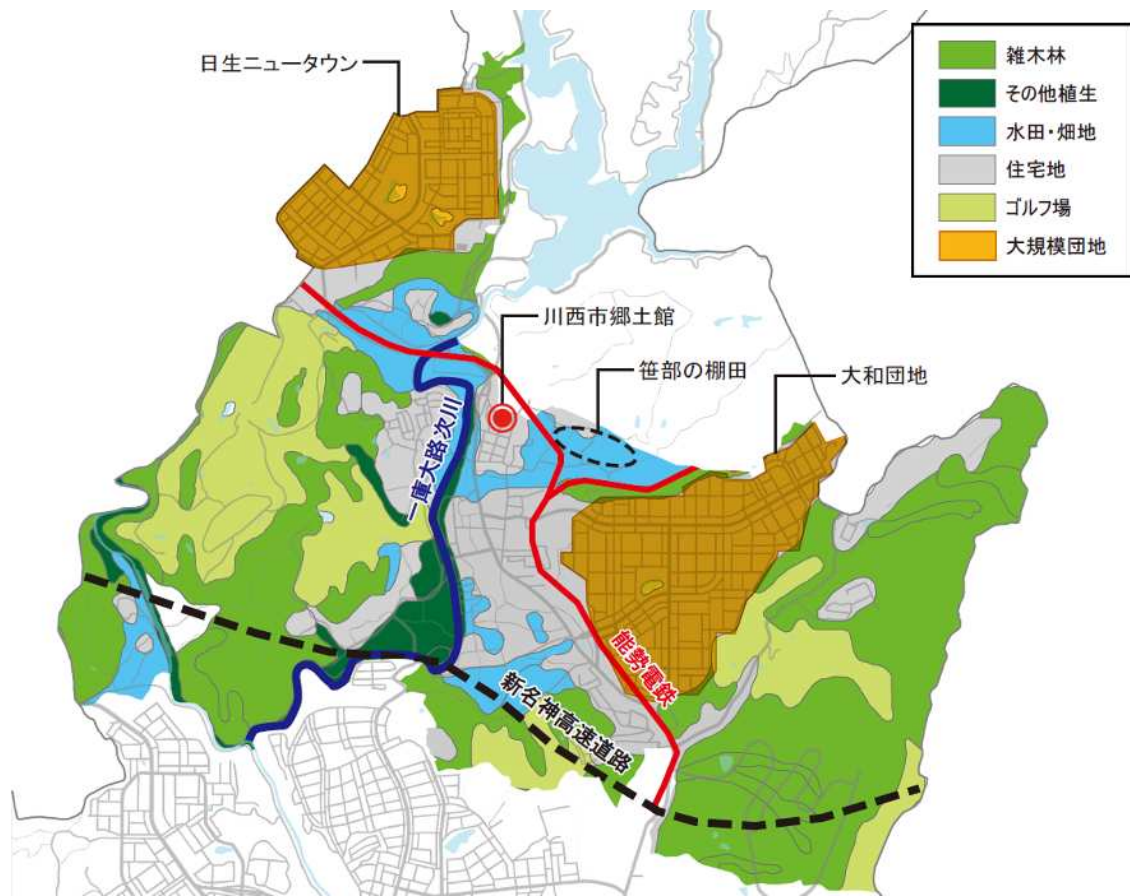 日生ニュータウン
雑木林
その他植生
水田・畑地
住宅地
ゴルフ場
大規模団地
川西市郷土館
笹部の棚田
大和団地
一庫大路次川
能勢電鉄
新名神高速道路